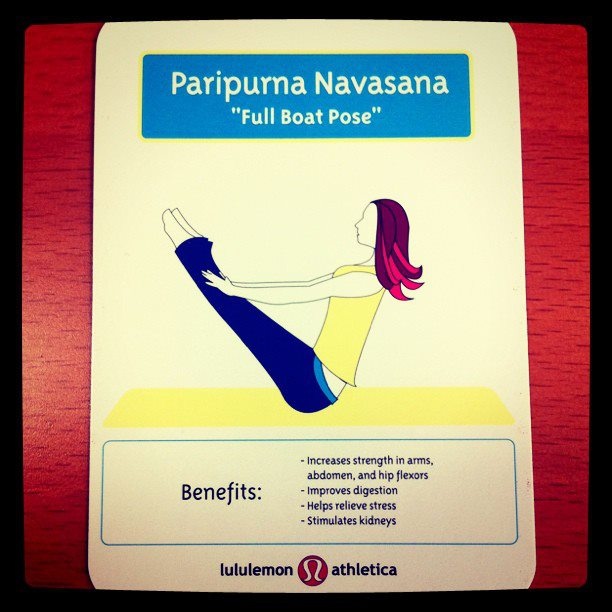 Paripurna Navasana
"Full Boat Pose"
Benefits:
- Increases strength in arms,
abdomen, and hip flexors
- Improves digestion
- Helps relieve stress
- Stimulates kidneys
lululemon athletica